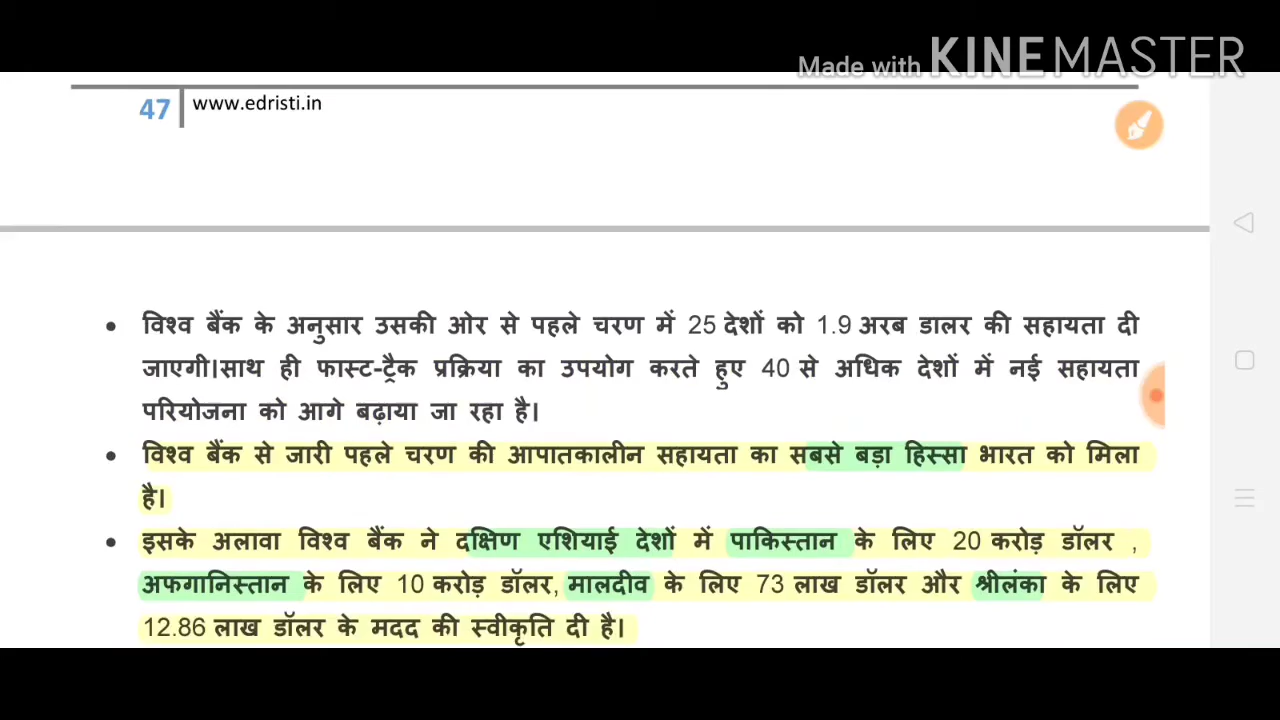 Made with KINEMASTER
47 www.edristi.in
• विश्व बैंक के अनुसार उसकी ओर से पहले चरण में 25 देशों को 1.9 अरब डालर की सहायता दी
जाएगी।साथ ही फास्ट-ट्रैक प्रक्रिया का उपयोग करते हुए 40 से अधिक देशों में नई सहायता
परियोजना को आगे बढ़ाया जा रहा है।
• विश्व बैंक से जारी पहले चरण की आपातकालीन सहायता का सबसे बड़ा हिस्सा भारत को मिला
है।
• इसके अलावा विश्व बैंक ने दक्षिण एशियाई देशों में पाकिस्तान के लिए 20 करोड़ डॉलर ,
अफगानिस्तान के लिए 10 करोड़ डॉलर, मालदीव के लिए 73 लाख डॉलर और श्रीलंका के लिए
12.86 लाख डॉलर के मदद की स्वीकृति दी है।